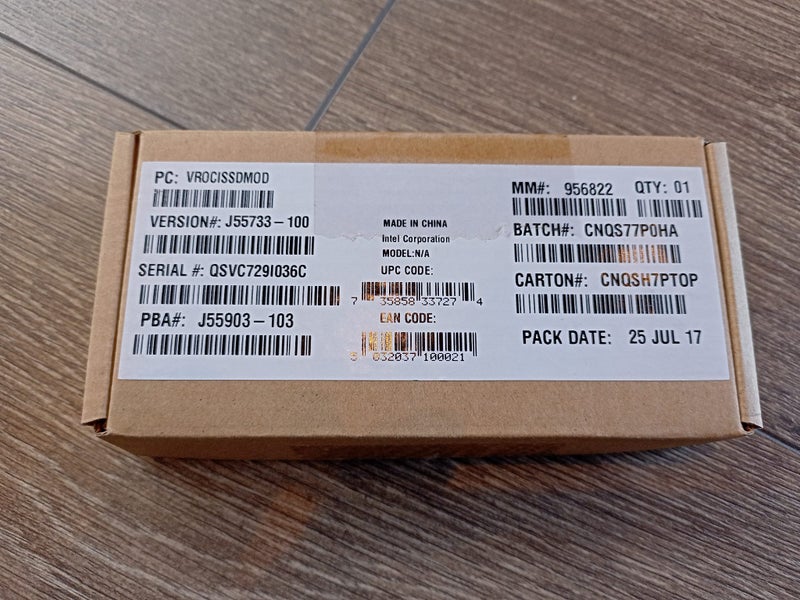 PC: VROCISSDMOD
VERSION#: J55733-100
SERIAL #: QSVC729I036C
PBA#: J55903-103
MADE IN CHINA
Intel Corporation
MODEL:N/A
UPC CODE:
7 35858 33727 4
EAN CODE:
5 032037 100021
MM#: 956822 QTY: 01
BATCH#: CNQS77P0HA
CARTON#: CNQSH7PTOP
PACK DATE: 25 JUL 17